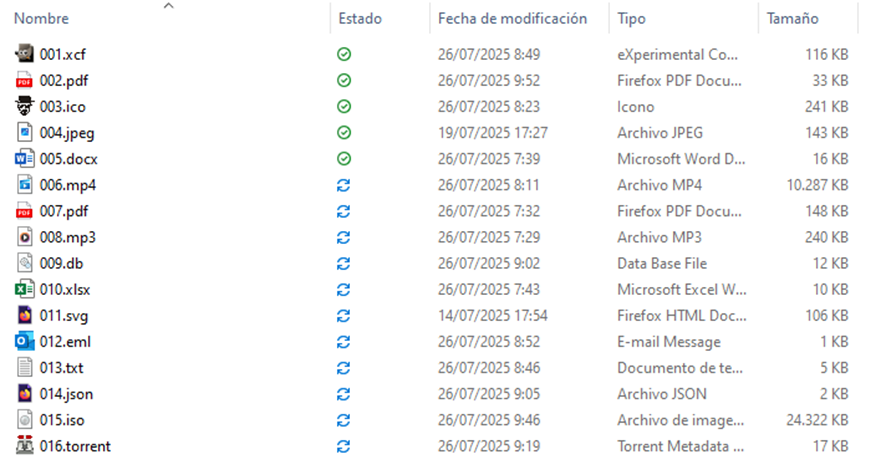 Nombre Estado Fecha de modificación Tipo Tamaño
001.xcf 26/07/2025 8:49 eXperimental Co... 116 KB
002.pdf 26/07/2025 9:52 Firefox PDF Docu... 33 KB
003.ico 26/07/2025 8:23 Icono 241 KB
004.jpeg 19/07/2025 17:27 Archivo JPEG 143 KB
005.docx 26/07/2025 7:39 Microsoft Word D... 16 KB
006.mp4 26/07/2025 8:11 Archivo MP4 10.287 KB
007.pdf 26/07/2025 7:32 Firefox PDF Docu... 148 KB
008.mp3 26/07/2025 7:29 Archivo MP3 240 KB
009.db 26/07/2025 9:02 Data Base File 12 KB
010.xlsx 26/07/2025 7:43 Microsoft Excel W... 10 KB
011.svg 14/07/2025 17:54 Firefox HTML Doc... 106 KB
012.eml 26/07/2025 8:52 E-mail Message 1 KB
013.txt 26/07/2025 8:46 Documento de te... 5 KB
014.json 26/07/2025 9:05 Archivo JSON 2 KB
015.iso 26/07/2025 9:46 Archivo de image... 24.322 KB
016.torrent 26/07/2025 9:19 Torrent Metadata ... 17 KB